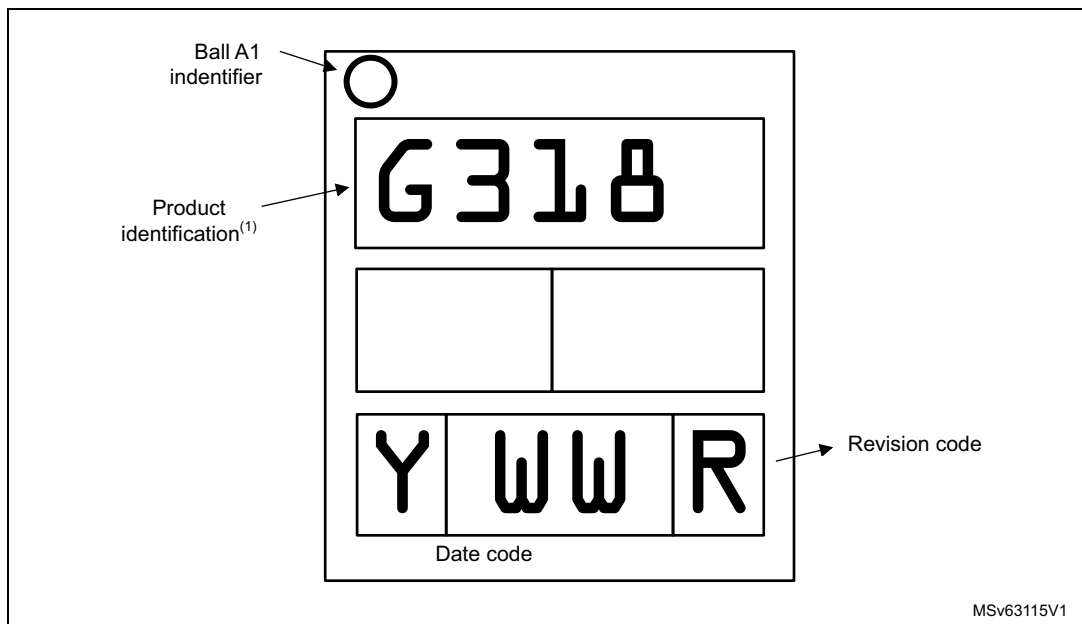 Ball A1
indentifier
G318
Product
identification(1)
Y WW R
Revision code
Date code
MSv63115V1